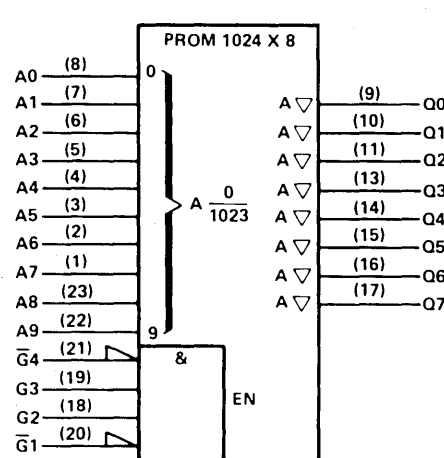 PROM 1024 X 8
A0 (8) 0
A1 (7)
A2 (6)
A3 (5)
A4 (4)
A5 (3)
A6 (2)
A7 (1)
A8 (23)
A9 (22) 9
A 0
1023
A ▽ (9) Q0
A ▽ (10) Q1
A ▽ (11) Q2
A ▽ (13) Q3
A ▽ (14) Q4
A ▽ (15) Q5
A ▽ (16) Q6
A ▽ (17) Q7
G̅4 (21) &
G3 (19)
G2 (18)
G̅1 (20)
EN